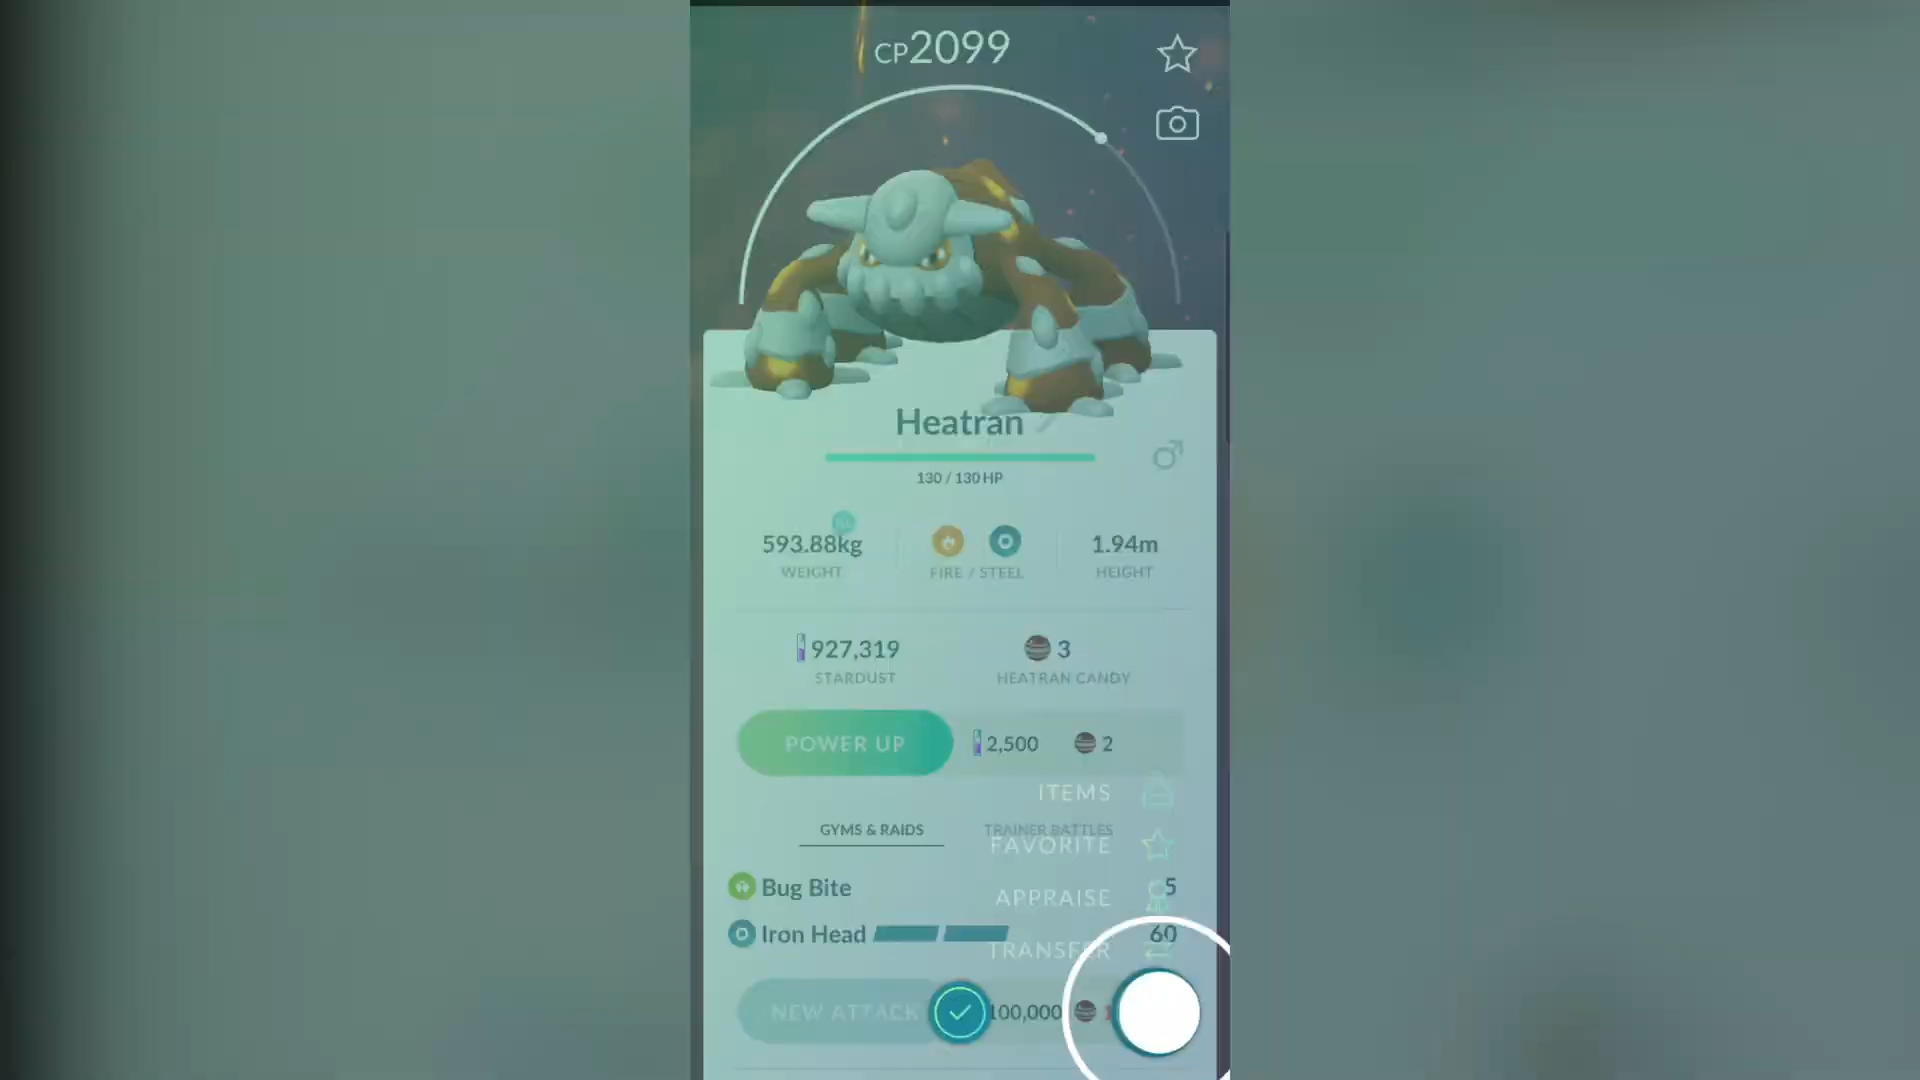 CP2099
Heatran
130 / 130 HP
593.88kg
WEIGHT
FIRE / STEEL
1.94m
HEIGHT
927,319
STARDUST
3
HEATRAN CANDY
POWER UP
2,500
2
ITEMS
GYMS & RAIDS
TRAINER BATTLES
FAVORITE
Bug Bite
5
APPRAISE
Iron Head
60
TRANSFER
NEW ATTACK
100,000